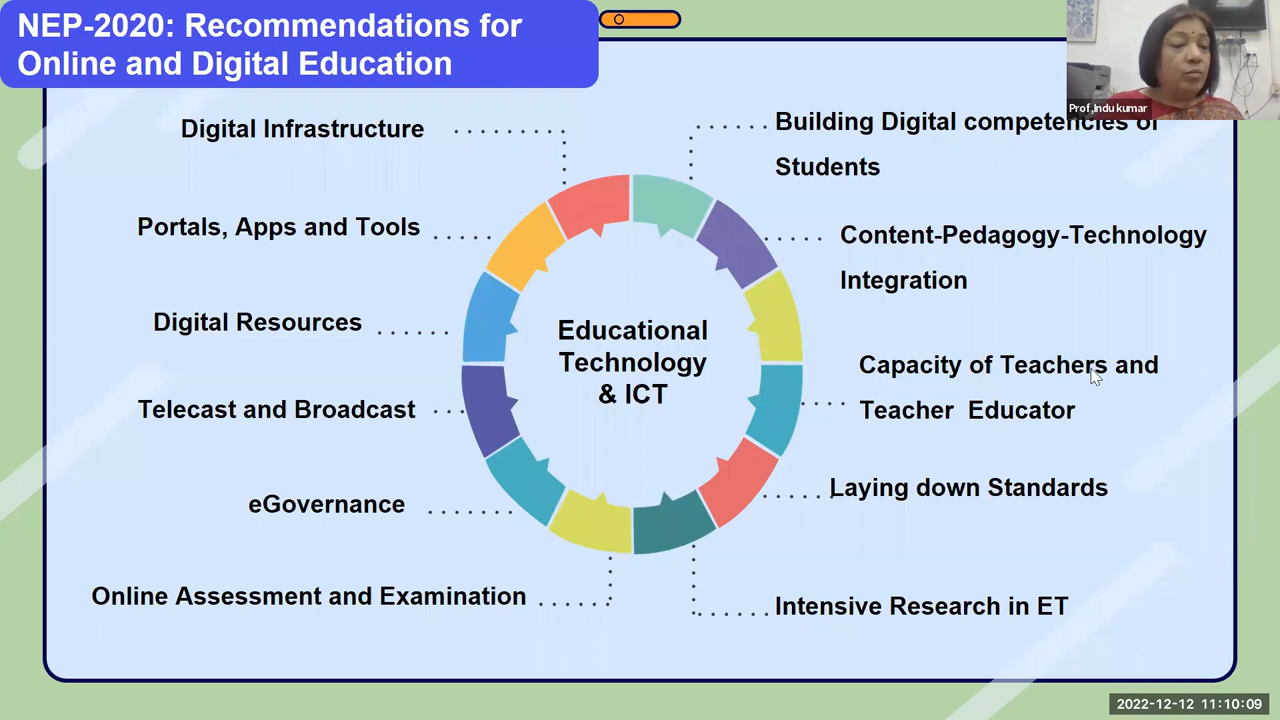 NEP-2020: Recommendations for
Online and Digital Education
Prof,Indu kumar
Digital Infrastructure
Building Digital competencies of
Students
Portals, Apps and Tools
Content-Pedagogy-Technology
Integration
Digital Resources
Educational
Technology
& ICT
Capacity of Teachers and
Teacher Educator
Telecast and Broadcast
Laying down Standards
eGovernance
Online Assessment and Examination
Intensive Research in ET
2022-12-12 11:10:09